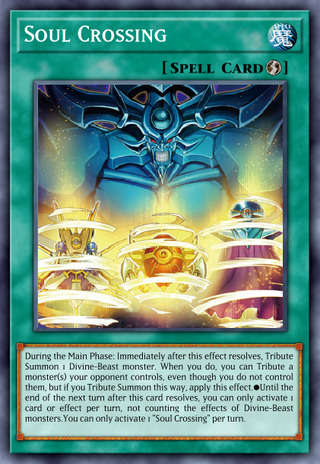 Soul Crossing
魔
[Spell Card]
During the Main Phase: Immediately after this effect resolves, Tribute
Summon 1 Divine-Beast monster. When you do, you can Tribute a
monster(s) your opponent controls, even though you do not control
them, but if you Tribute Summon this way, apply this effect.●Until the
end of the next turn after this card resolves, you can only activate 1
card or effect per turn, not counting the effects of Divine-Beast
monsters.You can only activate 1 "Soul Crossing" per turn.